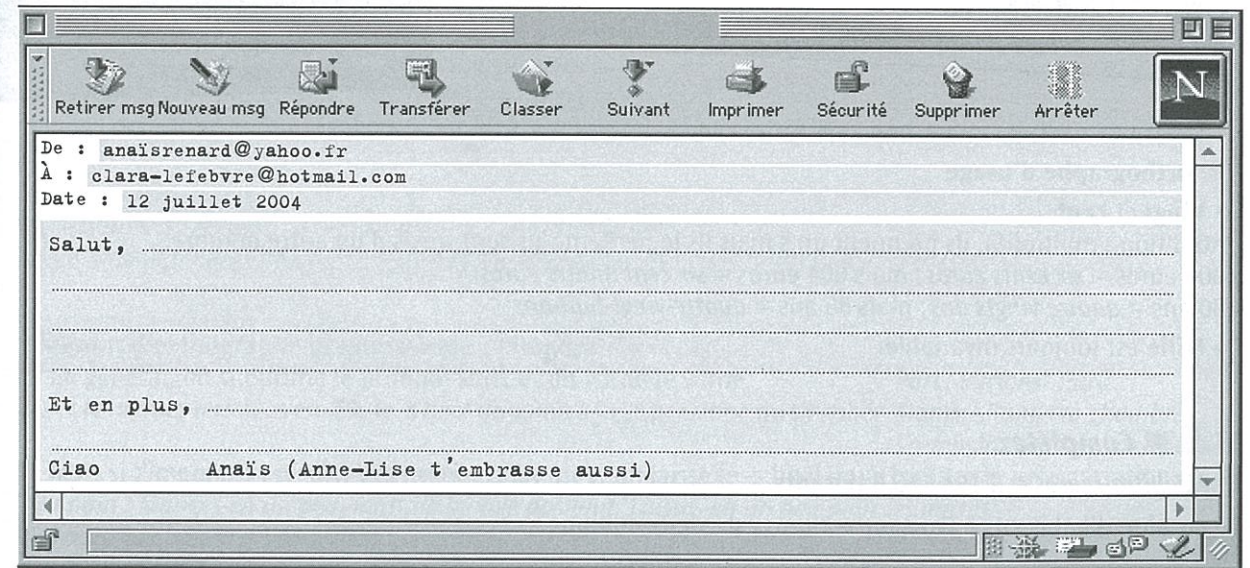 Retirer msg Nouveau msg Répondre Transférer Classer Suivant Imprimer Sécurité Supprimer Arrêter
N
De : anaïsrenard@yahoo.fr
À : clara-lefebvre@hotmail.com
Date : 12 juillet 2004
Salut,
Et en plus,
Ciao Anaïs (Anne-Lise t'embrasse aussi)